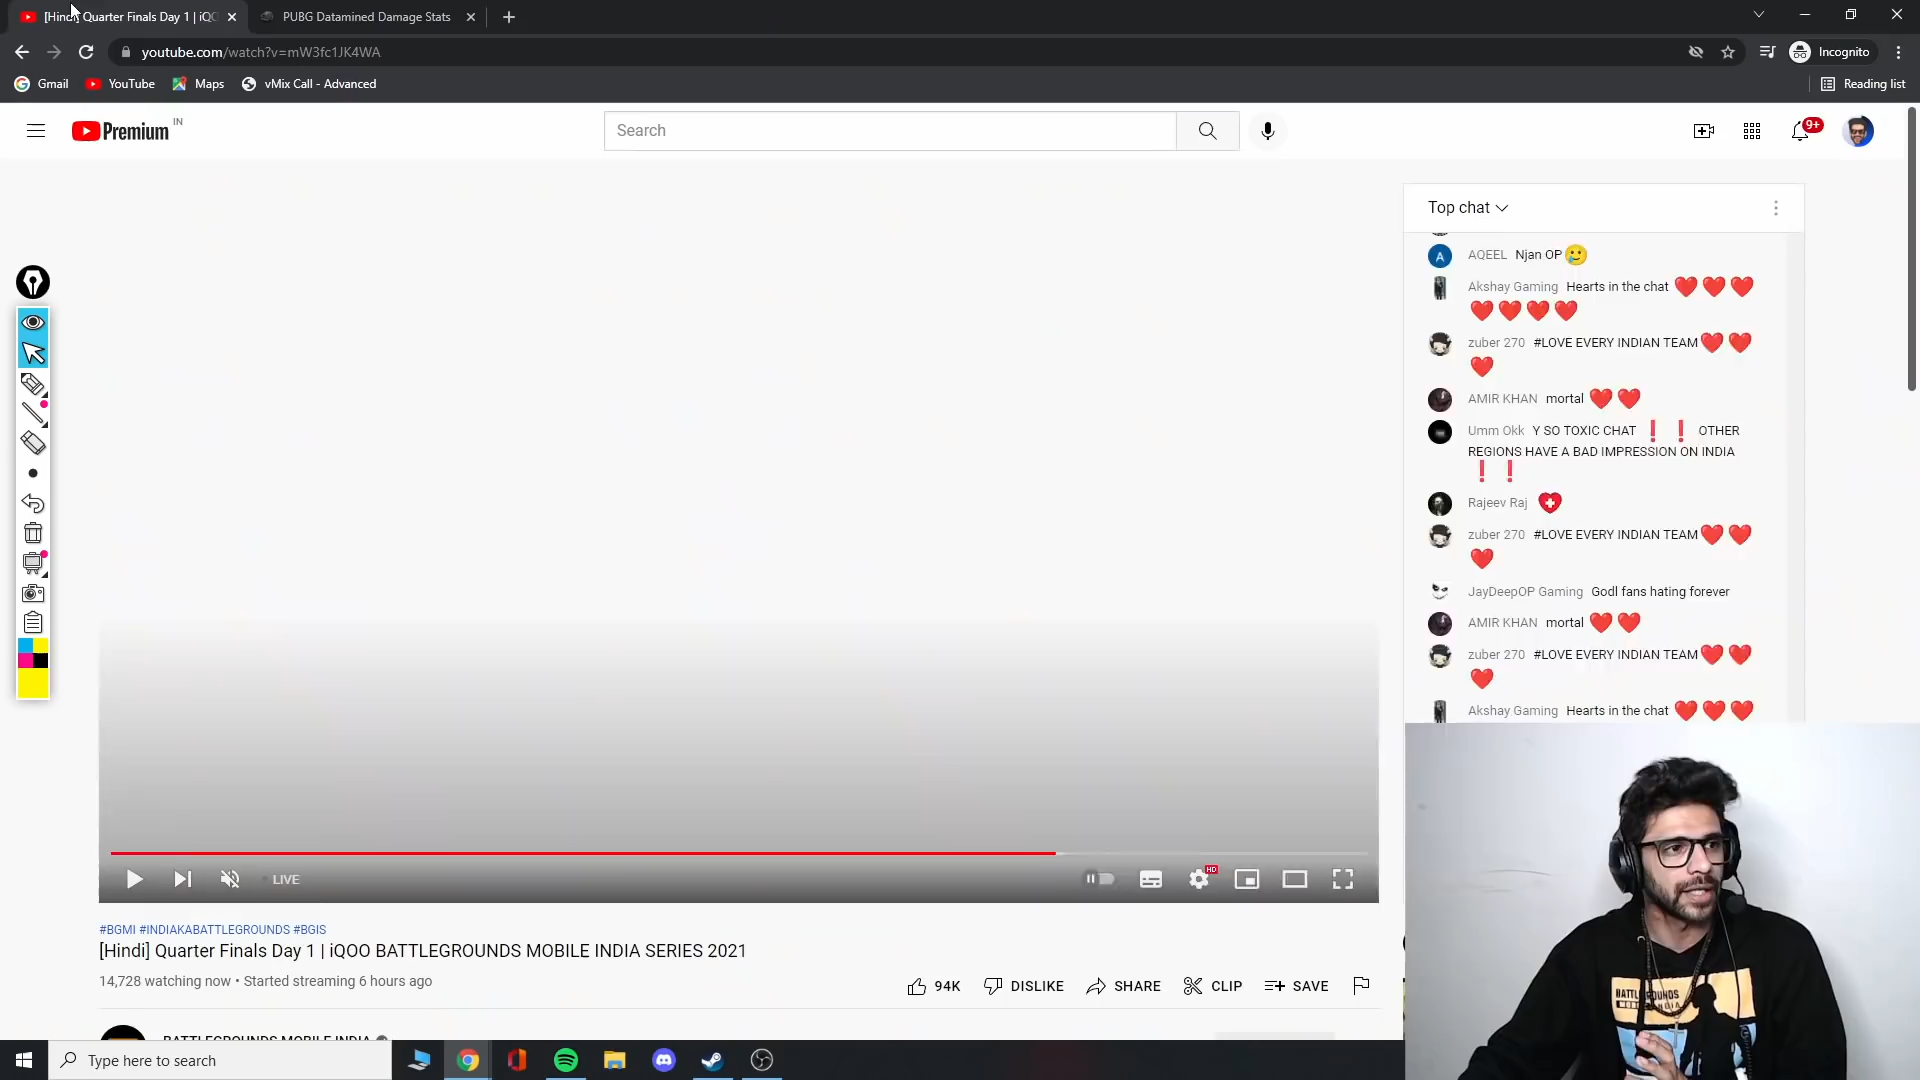 [Hindi] Quarter Finals Day 1 | iQO
PUBG Datamined Damage Stats
youtube.com/watch?v=mW3fc1JK4WA
Incognito
Gmail
YouTube
Maps
vMix Call - Advanced
Reading list
Premium
IN
Search
9+
Top chat
A
AQEEL Njan OP
Akshay Gaming Hearts in the chat
zuber 270 #LOVE EVERY INDIAN TEAM
AMIR KHAN mortal
Umm Okk Y SO TOXIC CHAT OTHER
REGIONS HAVE A BAD IMPRESSION ON INDIA
Rajeev Raj
zuber 270 #LOVE EVERY INDIAN TEAM
JayDeepOP Gaming Godl fans hating forever
AMIR KHAN mortal
zuber 270 #LOVE EVERY INDIAN TEAM
Akshay Gaming Hearts in the chat
LIVE
HD
#BGMI #INDIAKABATTLEGROUNDS #BGIS
[Hindi] Quarter Finals Day 1 | iQOO BATTLEGROUNDS MOBILE INDIA SERIES 2021
14,728 watching now • Started streaming 6 hours ago
94K
DISLIKE
SHARE
CLIP
SAVE
BATTLEGROUNDS MOBILE INDIA
Type here to search